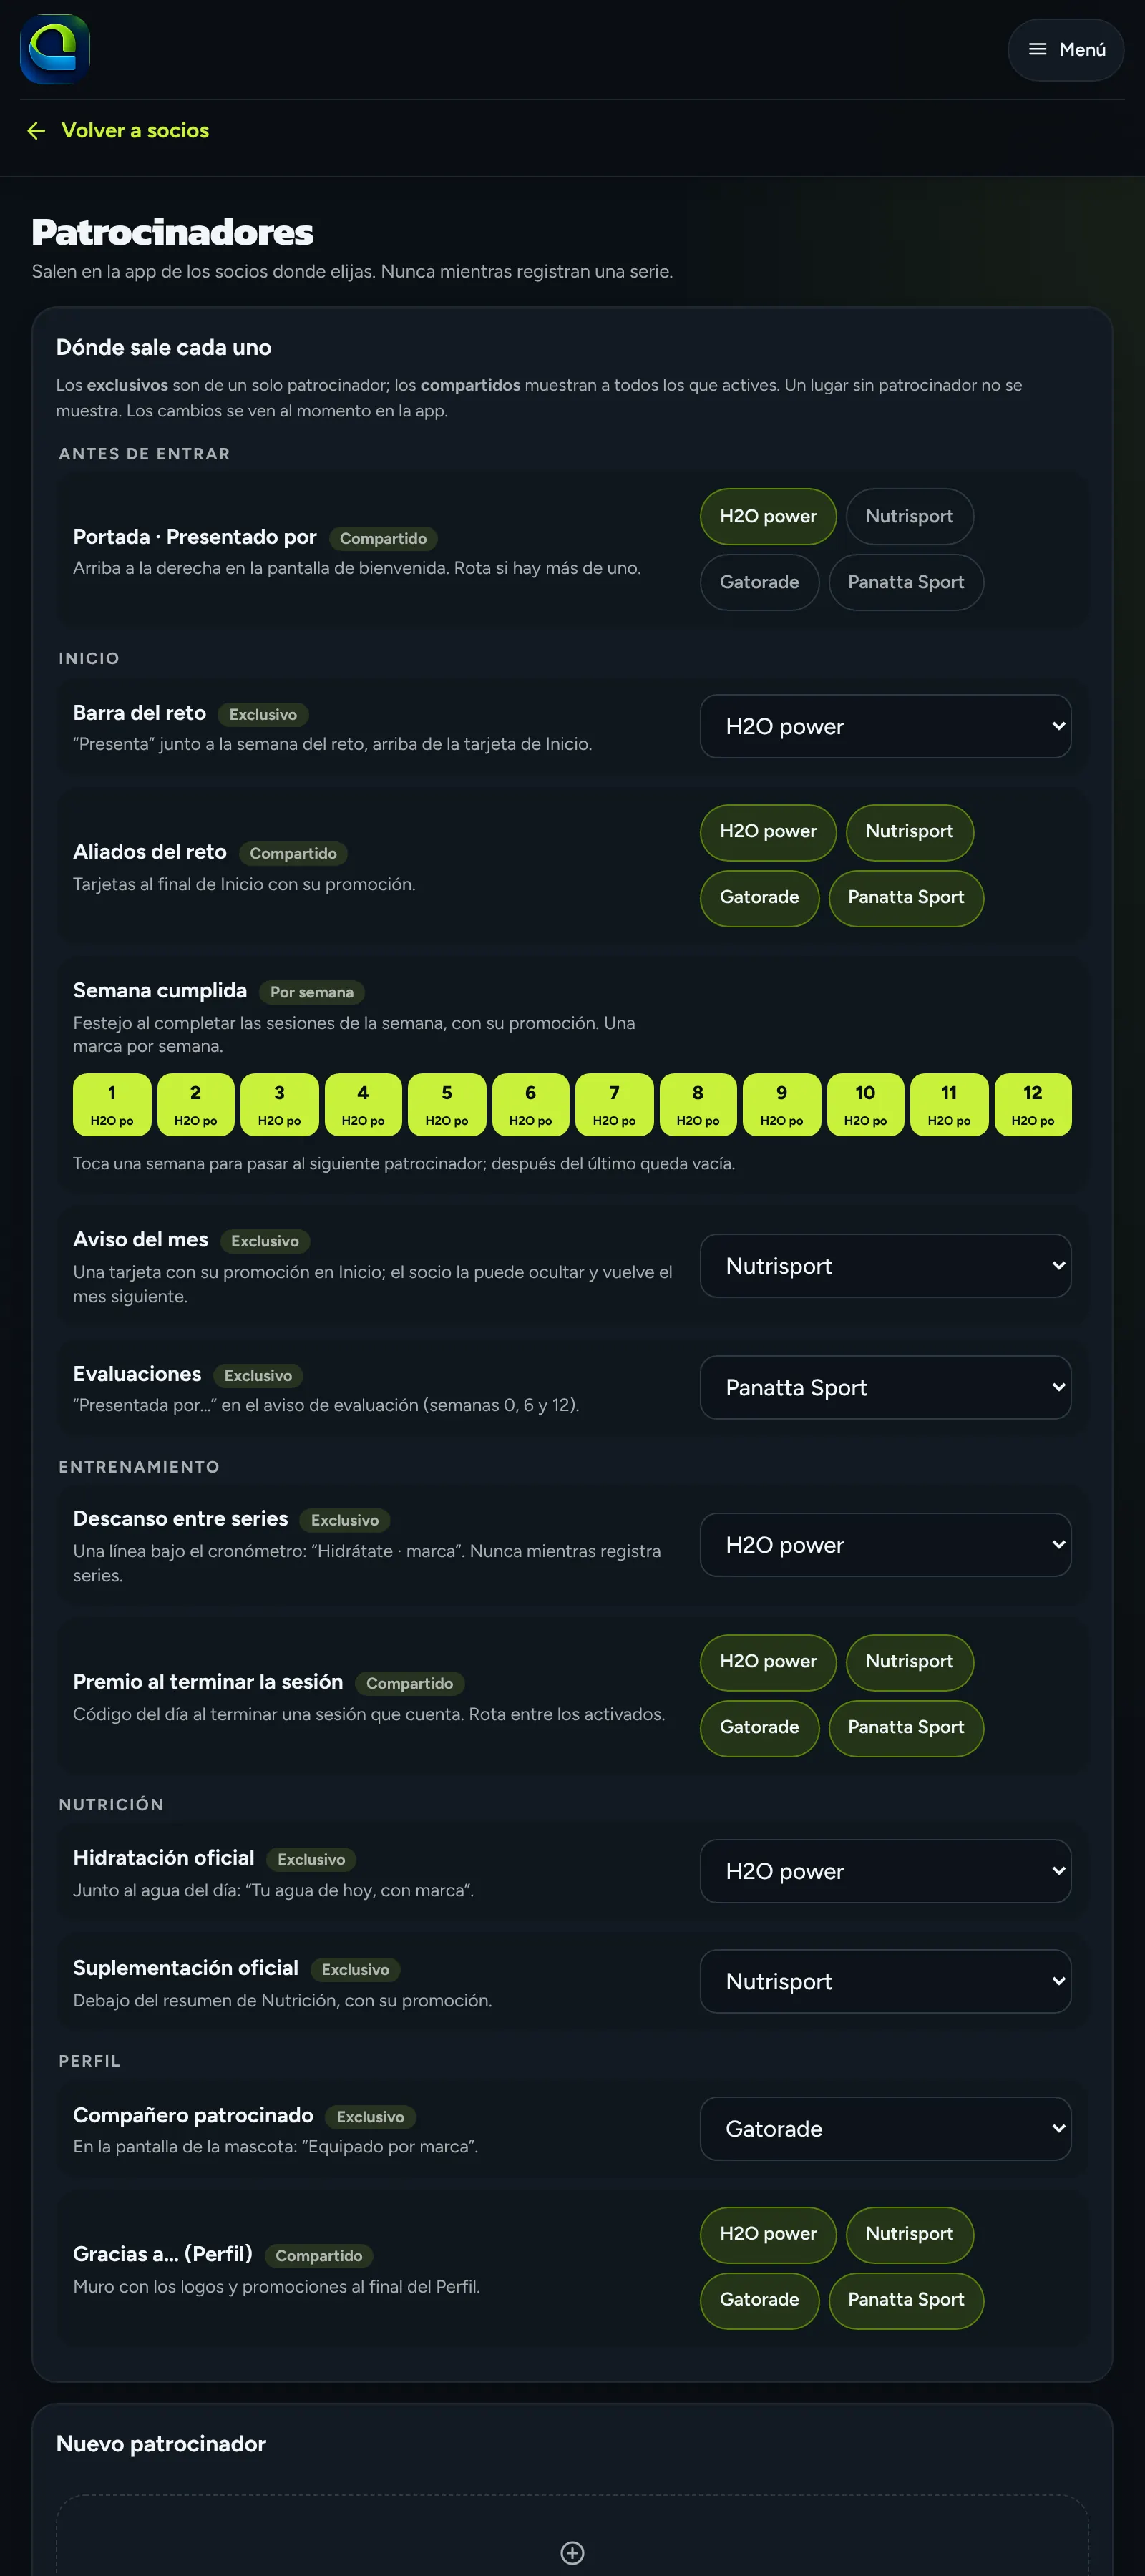 Menú
Volver a socios
Patrocinadores
Salen en la app de los socios donde elijas. Nunca mientras registran una serie.
Dónde sale cada uno
Los exclusivos son de un solo patrocinador; los compartidos muestran a todos los que actives. Un lugar sin patrocinador no se
muestra. Los cambios se ven al momento en la app.
ANTES DE ENTRAR
Portada · Presentado por Compartido
Arriba a la derecha en la pantalla de bienvenida. Rota si hay más de uno.
H2O power Nutrisport
Gatorade Panatta Sport
INICIO
Barra del reto Exclusivo
“Presenta” junto a la semana del reto, arriba de la tarjeta de Inicio.
H2O power
Aliados del reto Compartido
Tarjetas al final de Inicio con su promoción.
H2O power Nutrisport
Gatorade Panatta Sport
Semana cumplida Por semana
Festejo al completar las sesiones de la semana, con su promoción. Una
marca por semana.
1 2 3 4 5 6 7 8 9 10 11 12
H2O po H2O po H2O po H2O po H2O po H2O po H2O po H2O po H2O po H2O po H2O po H2O po
Toca una semana para pasar al siguiente patrocinador; después del último queda vacía.
Aviso del mes Exclusivo
Una tarjeta con su promoción en Inicio; el socio la puede ocultar y vuelve el
mes siguiente.
Nutrisport
Evaluaciones Exclusivo
“Presentada por...” en el aviso de evaluación (semanas 0, 6 y 12).
Panatta Sport
ENTRENAMIENTO
Descanso entre series Exclusivo
Una línea bajo el cronómetro: “Hidrátate · marca”. Nunca mientras registra
series.
H2O power
Premio al terminar la sesión Compartido
Código del día al terminar una sesión que cuenta. Rota entre los activados.
H2O power Nutrisport
Gatorade Panatta Sport
NUTRICIÓN
Hidratación oficial Exclusivo
Junto al agua del día: “Tu agua de hoy, con marca”.
H2O power
Suplementación oficial Exclusivo
Debajo del resumen de Nutrición, con su promoción.
Nutrisport
PERFIL
Compañero patrocinado Exclusivo
En la pantalla de la mascota: “Equipado por marca”.
Gatorade
Gracias a... (Perfil) Compartido
Muro con los logos y promociones al final del Perfil.
H2O power Nutrisport
Gatorade Panatta Sport
Nuevo patrocinador